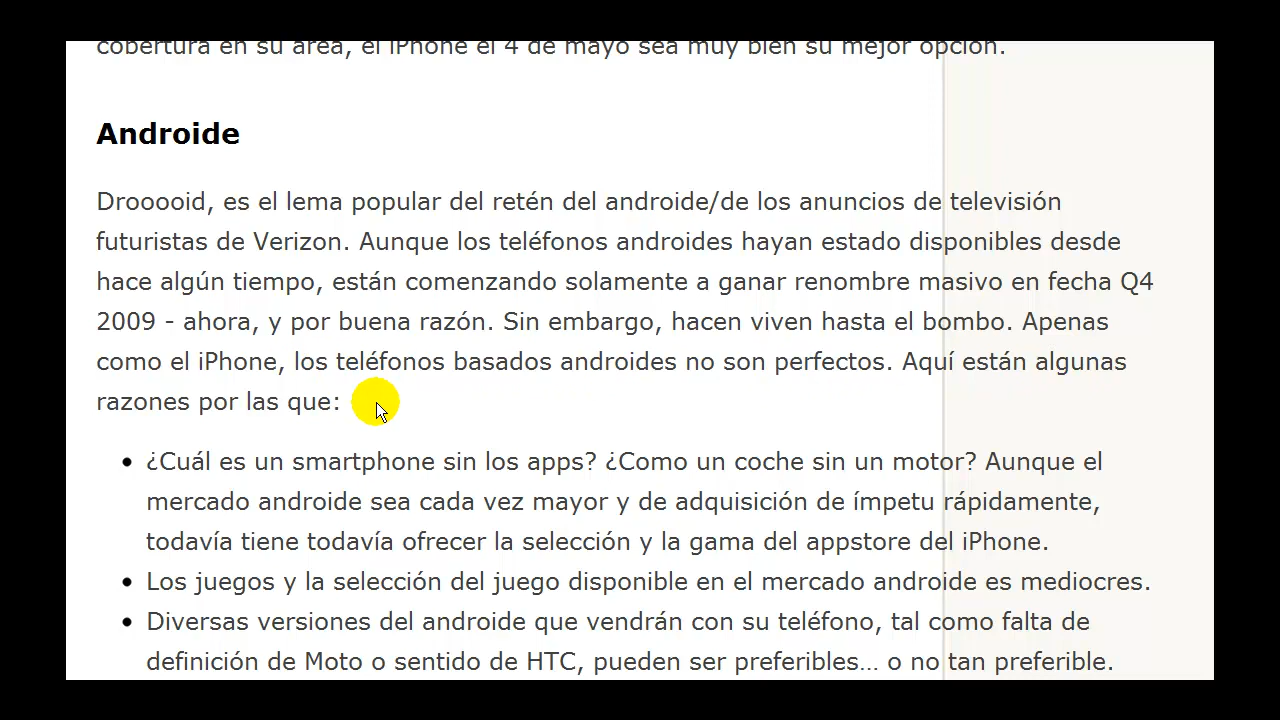 cobertura en su área, el iPhone el 4 de mayo sea muy bien su mejor opción.
Androide
Drooooid, es el lema popular del retén del androide/de los anuncios de televisión
futuristas de Verizon. Aunque los teléfonos androides hayan estado disponibles desde
hace algún tiempo, están comenzando solamente a ganar renombre masivo en fecha Q4
2009 - ahora, y por buena razón. Sin embargo, hacen viven hasta el bombo. Apenas
como el iPhone, los teléfonos basados androides no son perfectos. Aquí están algunas
razones por las que:
• ¿Cuál es un smartphone sin los apps? ¿Como un coche sin un motor? Aunque el
mercado androide sea cada vez mayor y de adquisición de ímpetu rápidamente,
todavía tiene todavía ofrecer la selección y la gama del appstore del iPhone.
• Los juegos y la selección del juego disponible en el mercado androide es mediocres.
• Diversas versiones del androide que vendrán con su teléfono, tal como falta de
definición de Moto o sentido de HTC, pueden ser preferibles… o no tan preferible.